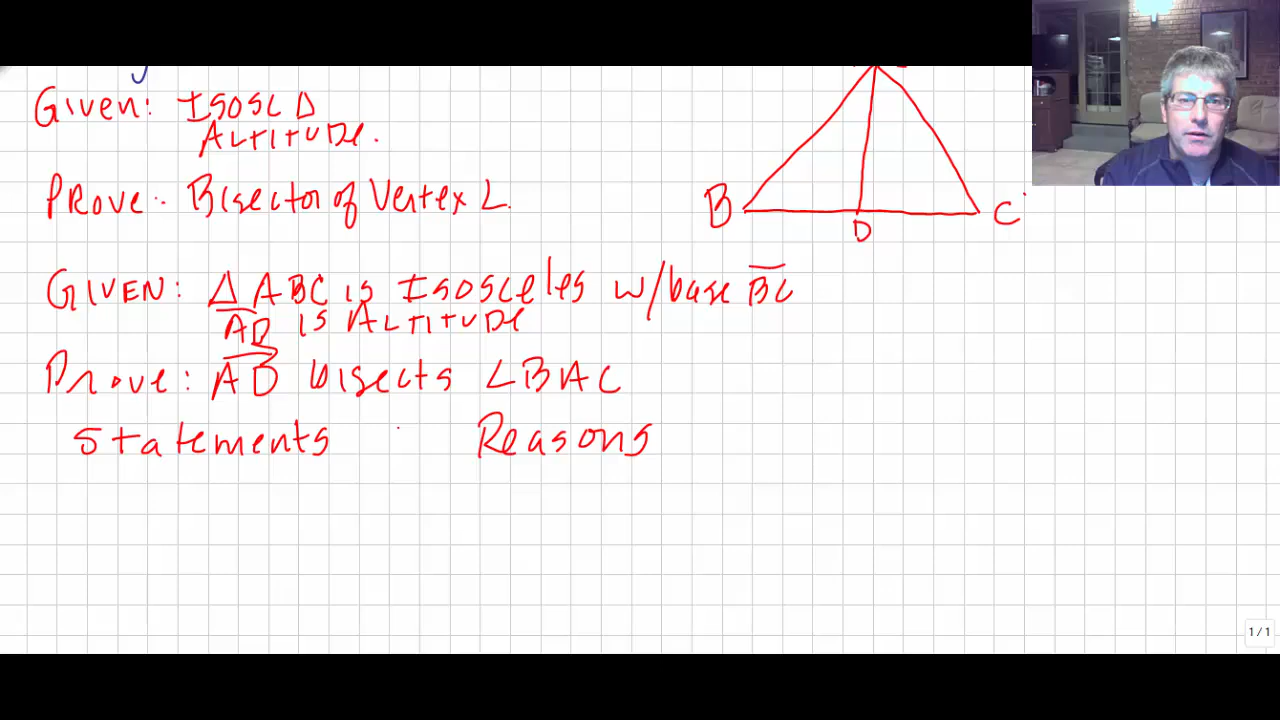 Given: Isosc Δ
Altitude.
Prove: Bisector of Vertex ∠.
B
D
C
Given: Δ ABC is Isosceles w/base BC
AD is Altitude
Prove: AD bisects ∠BAC
Statements Reasons
1/1